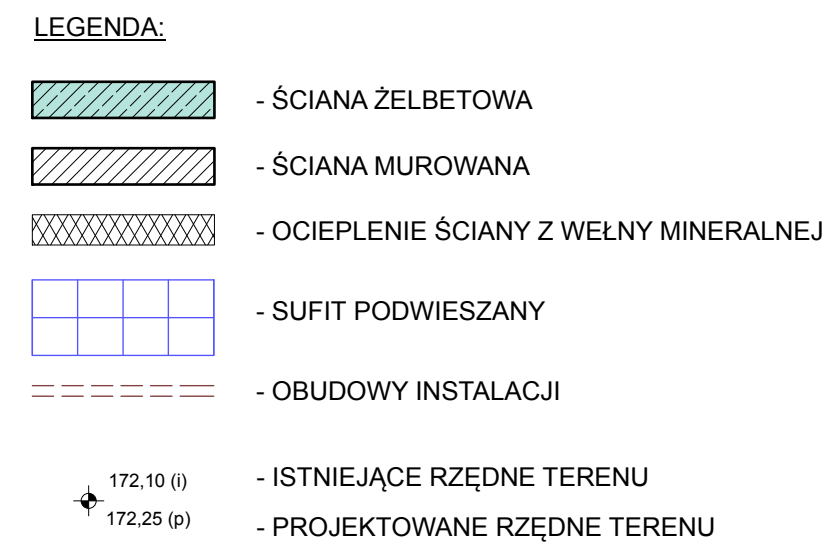 LEGENDA:
- ŚCIANA ŻELBETOWA
- ŚCIANA MUROWANA
- OCIEPLENIE ŚCIANY Z WEŁNY MINERALNEJ
- SUFIT PODWIESZANY
- OBUDOWY INSTALACJI
172,10 (i) - ISTNIEJĄCE RZĘDNE TERENU
172,25 (p) - PROJEKTOWANE RZĘDNE TERENU